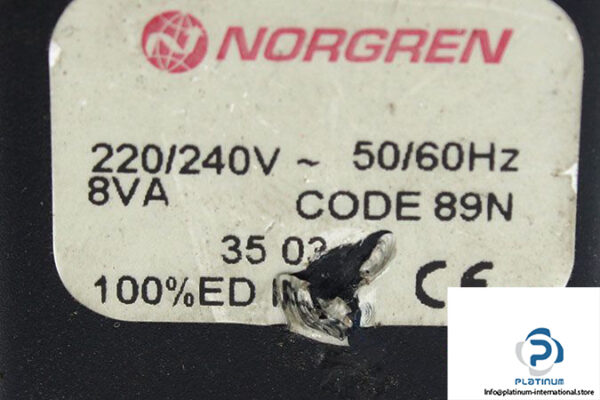 NORGREN
220/240V ~ 50/60Hz
8VA CODE 89N
35 03
100%ED
CE
PLATINUM
Info@platinum-international.store